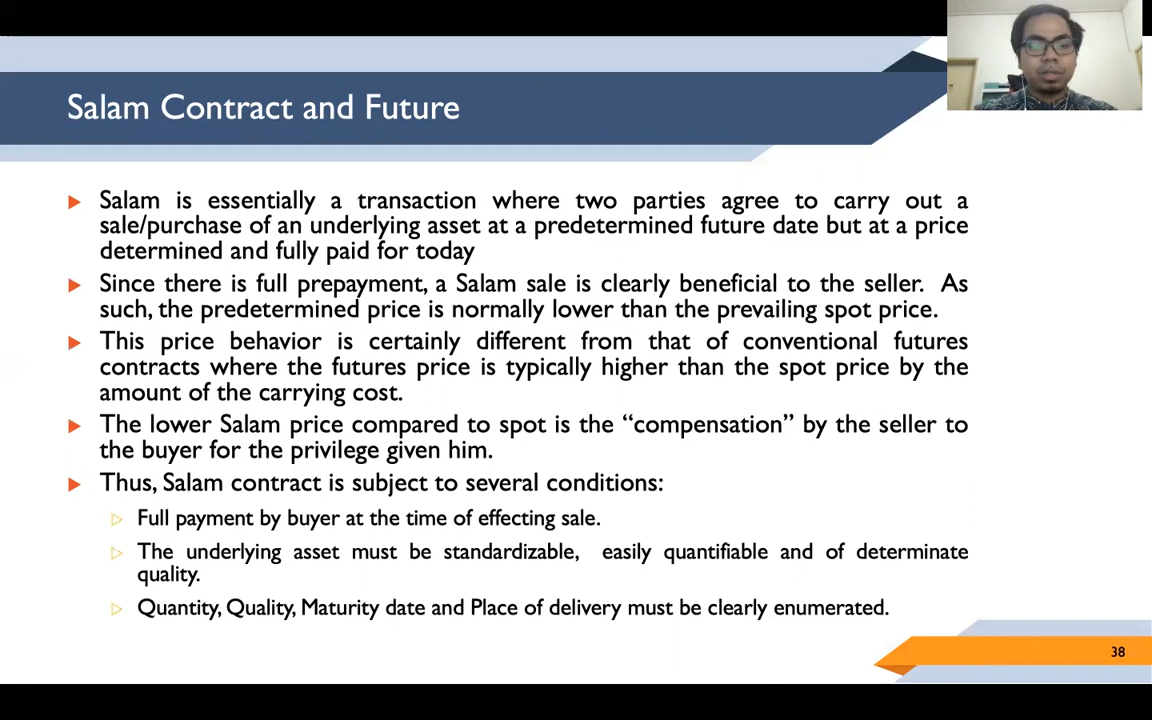 Salam Contract and Future
Salam is essentially a transaction where two parties agree to carry out a
sale/purchase of an underlying asset at a predetermined future date but at a price
determined and fully paid for today
Since there is full prepayment, a Salam sale is clearly beneficial to the seller. As
such, the predetermined price is normally lower than the prevailing spot price.
This price behavior is certainly different from that of conventional futures
contracts where the futures price is typically higher than the spot price by the
amount of the carrying cost.
The lower Salam price compared to spot is the “compensation” by the seller to
the buyer for the privilege given him.
Thus, Salam contract is subject to several conditions:
Full payment by buyer at the time of effecting sale.
The underlying asset must be standardizable, easily quantifiable and of determinate
quality.
Quantity, Quality, Maturity date and Place of delivery must be clearly enumerated.
38